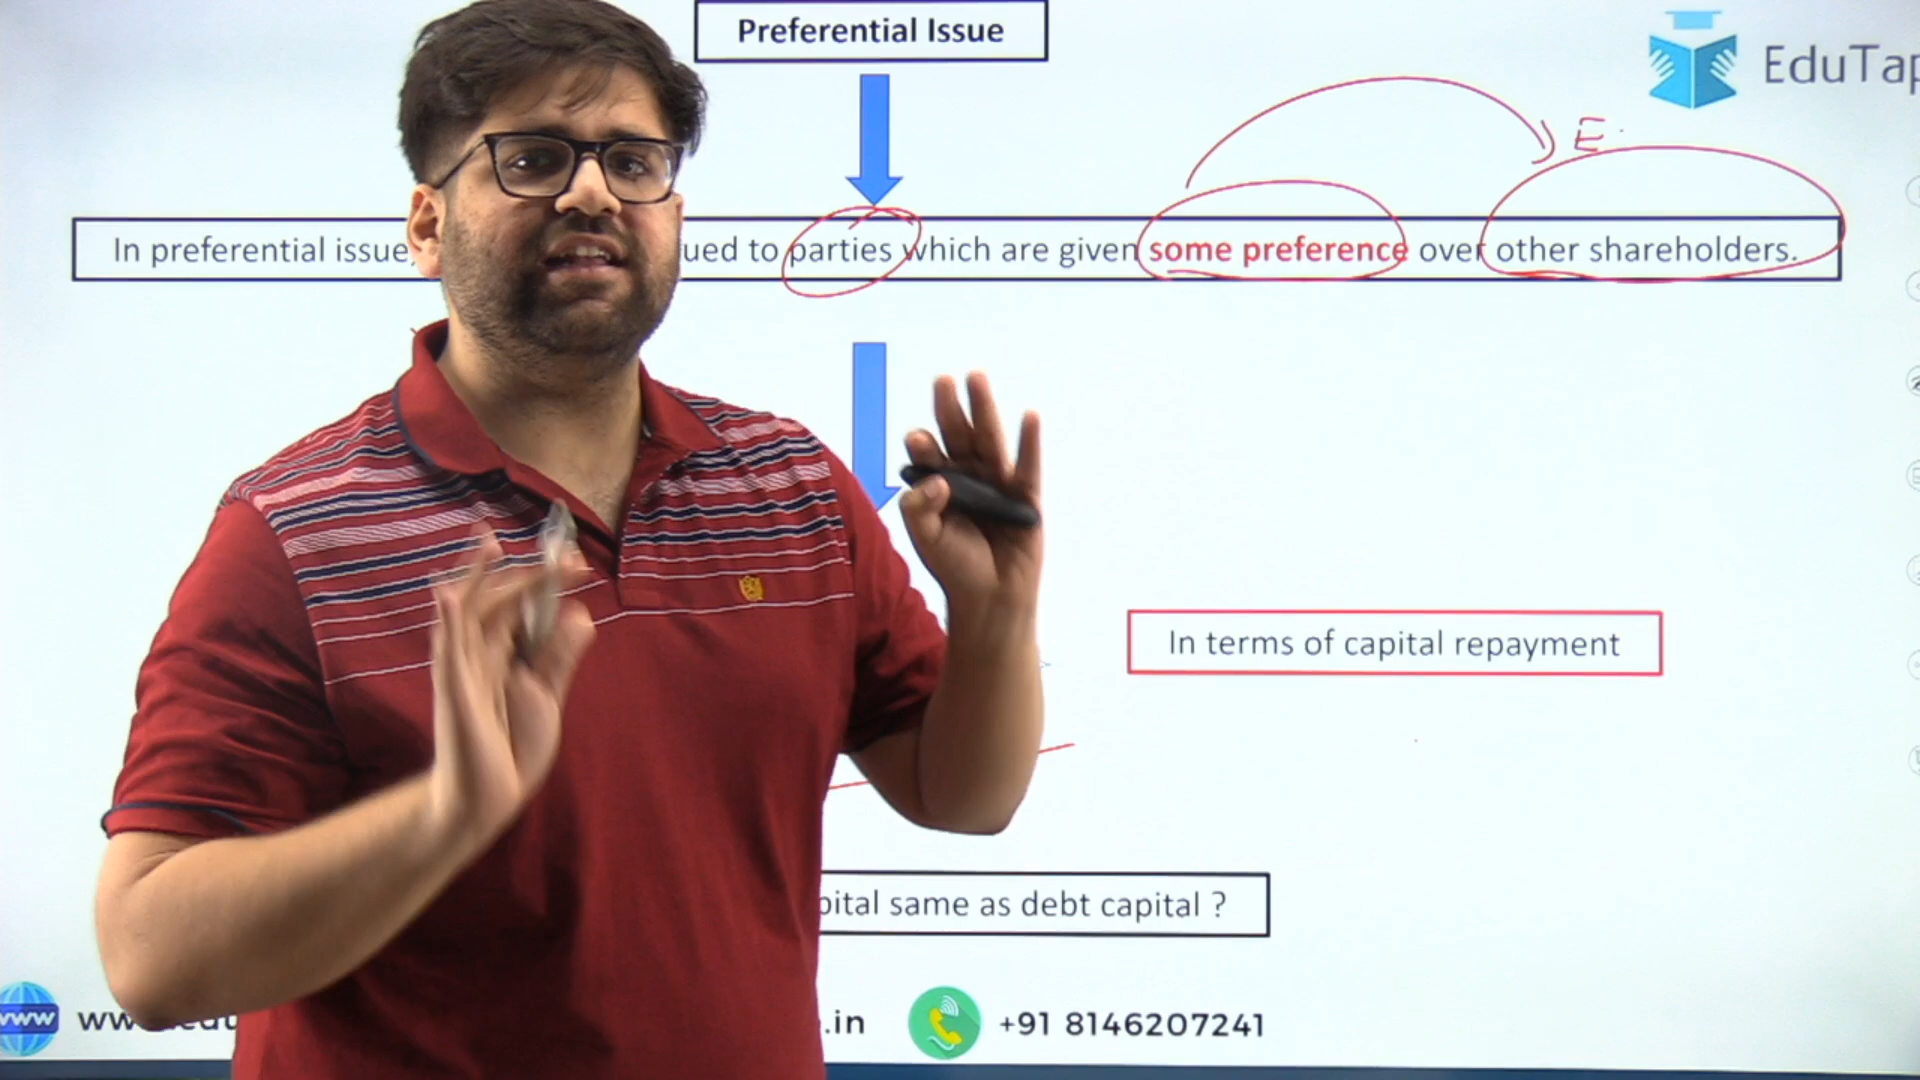 Preferential Issue
EduTap
E
In preferential issue, ued to parties which are given some preference over other shareholders.
In terms of capital repayment
pital same as debt capital ?
www
.in
+91 8146207241